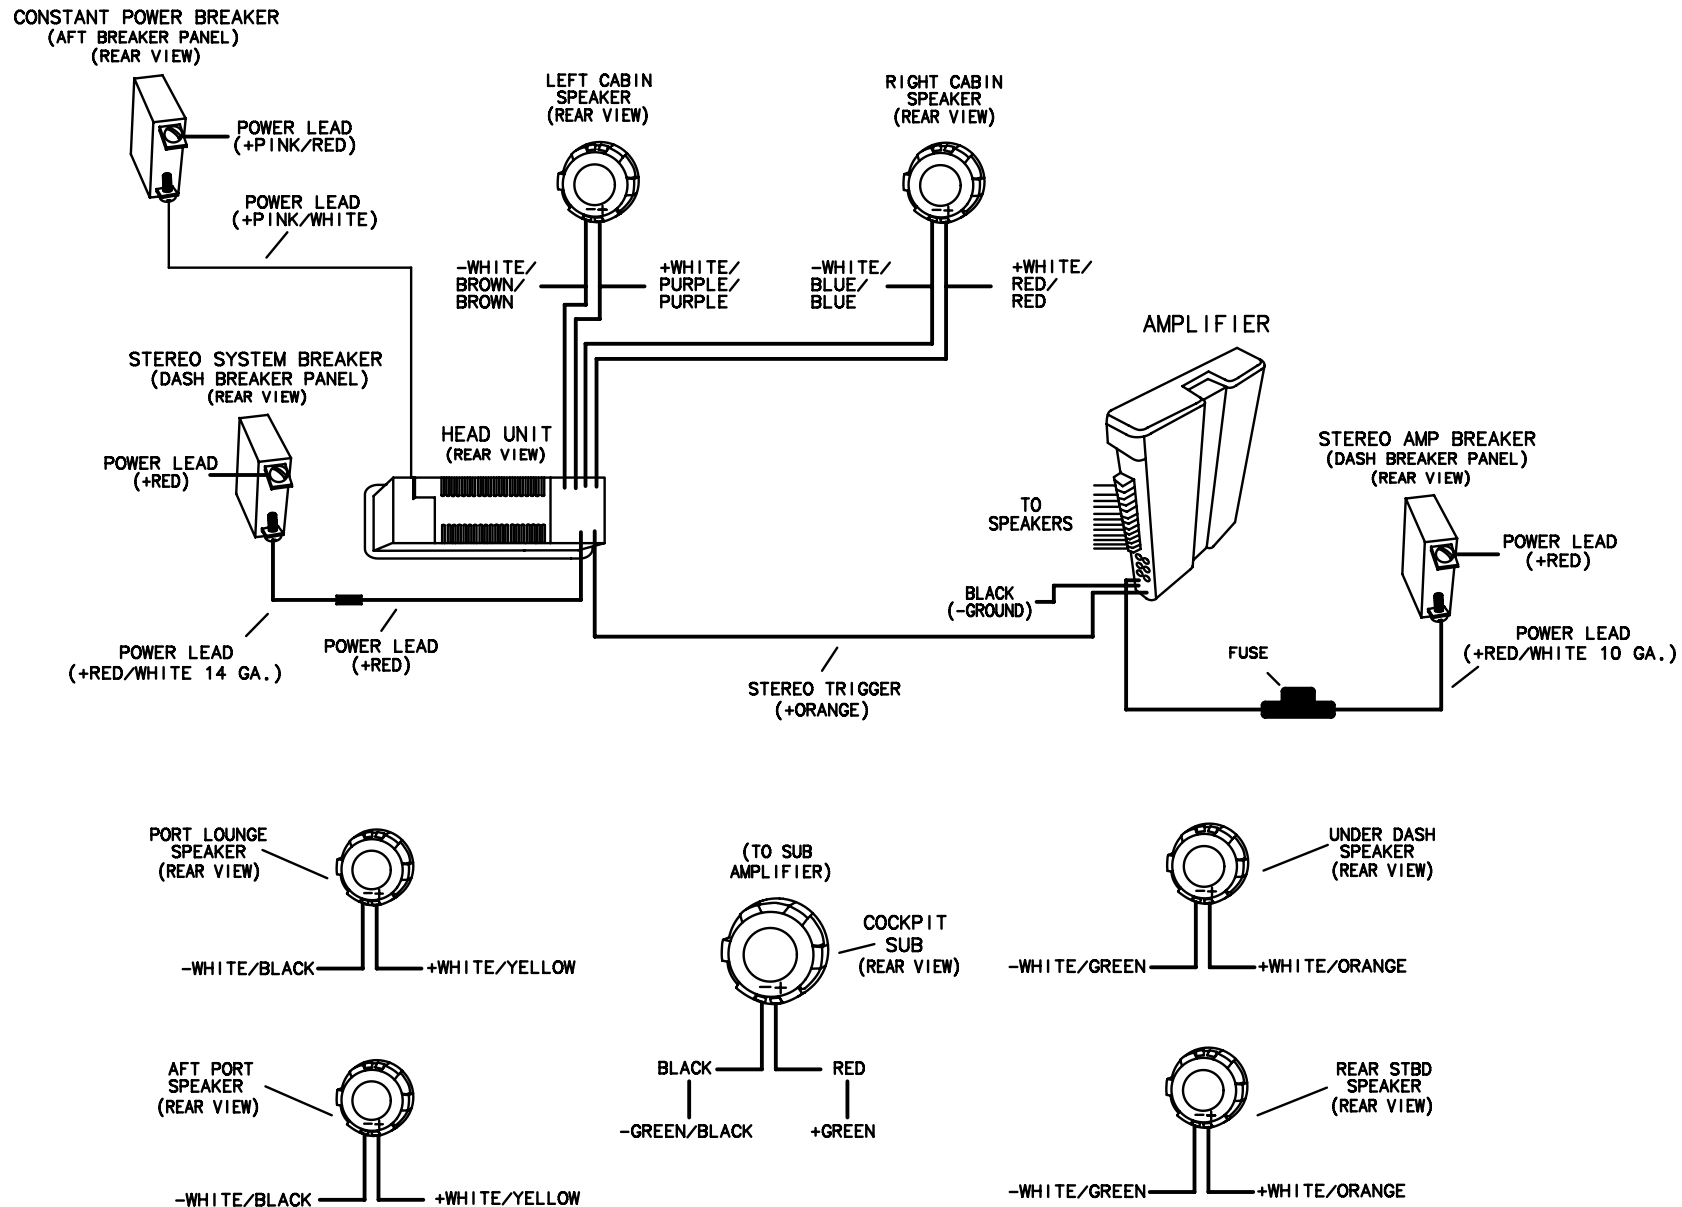 CONSTANT POWER BREAKER
(AFT BREAKER PANEL)
(REAR VIEW)
POWER LEAD
(+PINK/RED)
POWER LEAD
(+PINK/WHITE)
LEFT CABIN
SPEAKER
(REAR VIEW)
RIGHT CABIN
SPEAKER
(REAR VIEW)
-+
-+
-WHITE/
BROWN/
BROWN
+WHITE/
PURPLE/
PURPLE
-WHITE/
BLUE/
BLUE
+WHITE/
RED/
RED
AMPLIFIER
STEREO SYSTEM BREAKER
(DASH BREAKER PANEL)
(REAR VIEW)
POWER LEAD
(+RED)
HEAD UNIT
(REAR VIEW)
TO
SPEAKERS
STEREO AMP BREAKER
(DASH BREAKER PANEL)
(REAR VIEW)
POWER LEAD
(+RED)
BLACK
(-GROUND)
POWER LEAD
(+RED/WHITE 14 GA.)
POWER LEAD
(+RED)
STEREO TRIGGER
(+ORANGE)
FUSE
POWER LEAD
(+RED/WHITE 10 GA.)
PORT LOUNGE
SPEAKER
(REAR VIEW)
-+
-WHITE/BLACK
+WHITE/YELLOW
(TO SUB
AMPLIFIER)
COCKPIT
SUB
(REAR VIEW)
-+
BLACK
RED
-GREEN/BLACK
+GREEN
UNDER DASH
SPEAKER
(REAR VIEW)
-+
-WHITE/GREEN
+WHITE/ORANGE
AFT PORT
SPEAKER
(REAR VIEW)
-+
-WHITE/BLACK
+WHITE/YELLOW
REAR STBD
SPEAKER
(REAR VIEW)
-+
-WHITE/GREEN
+WHITE/ORANGE